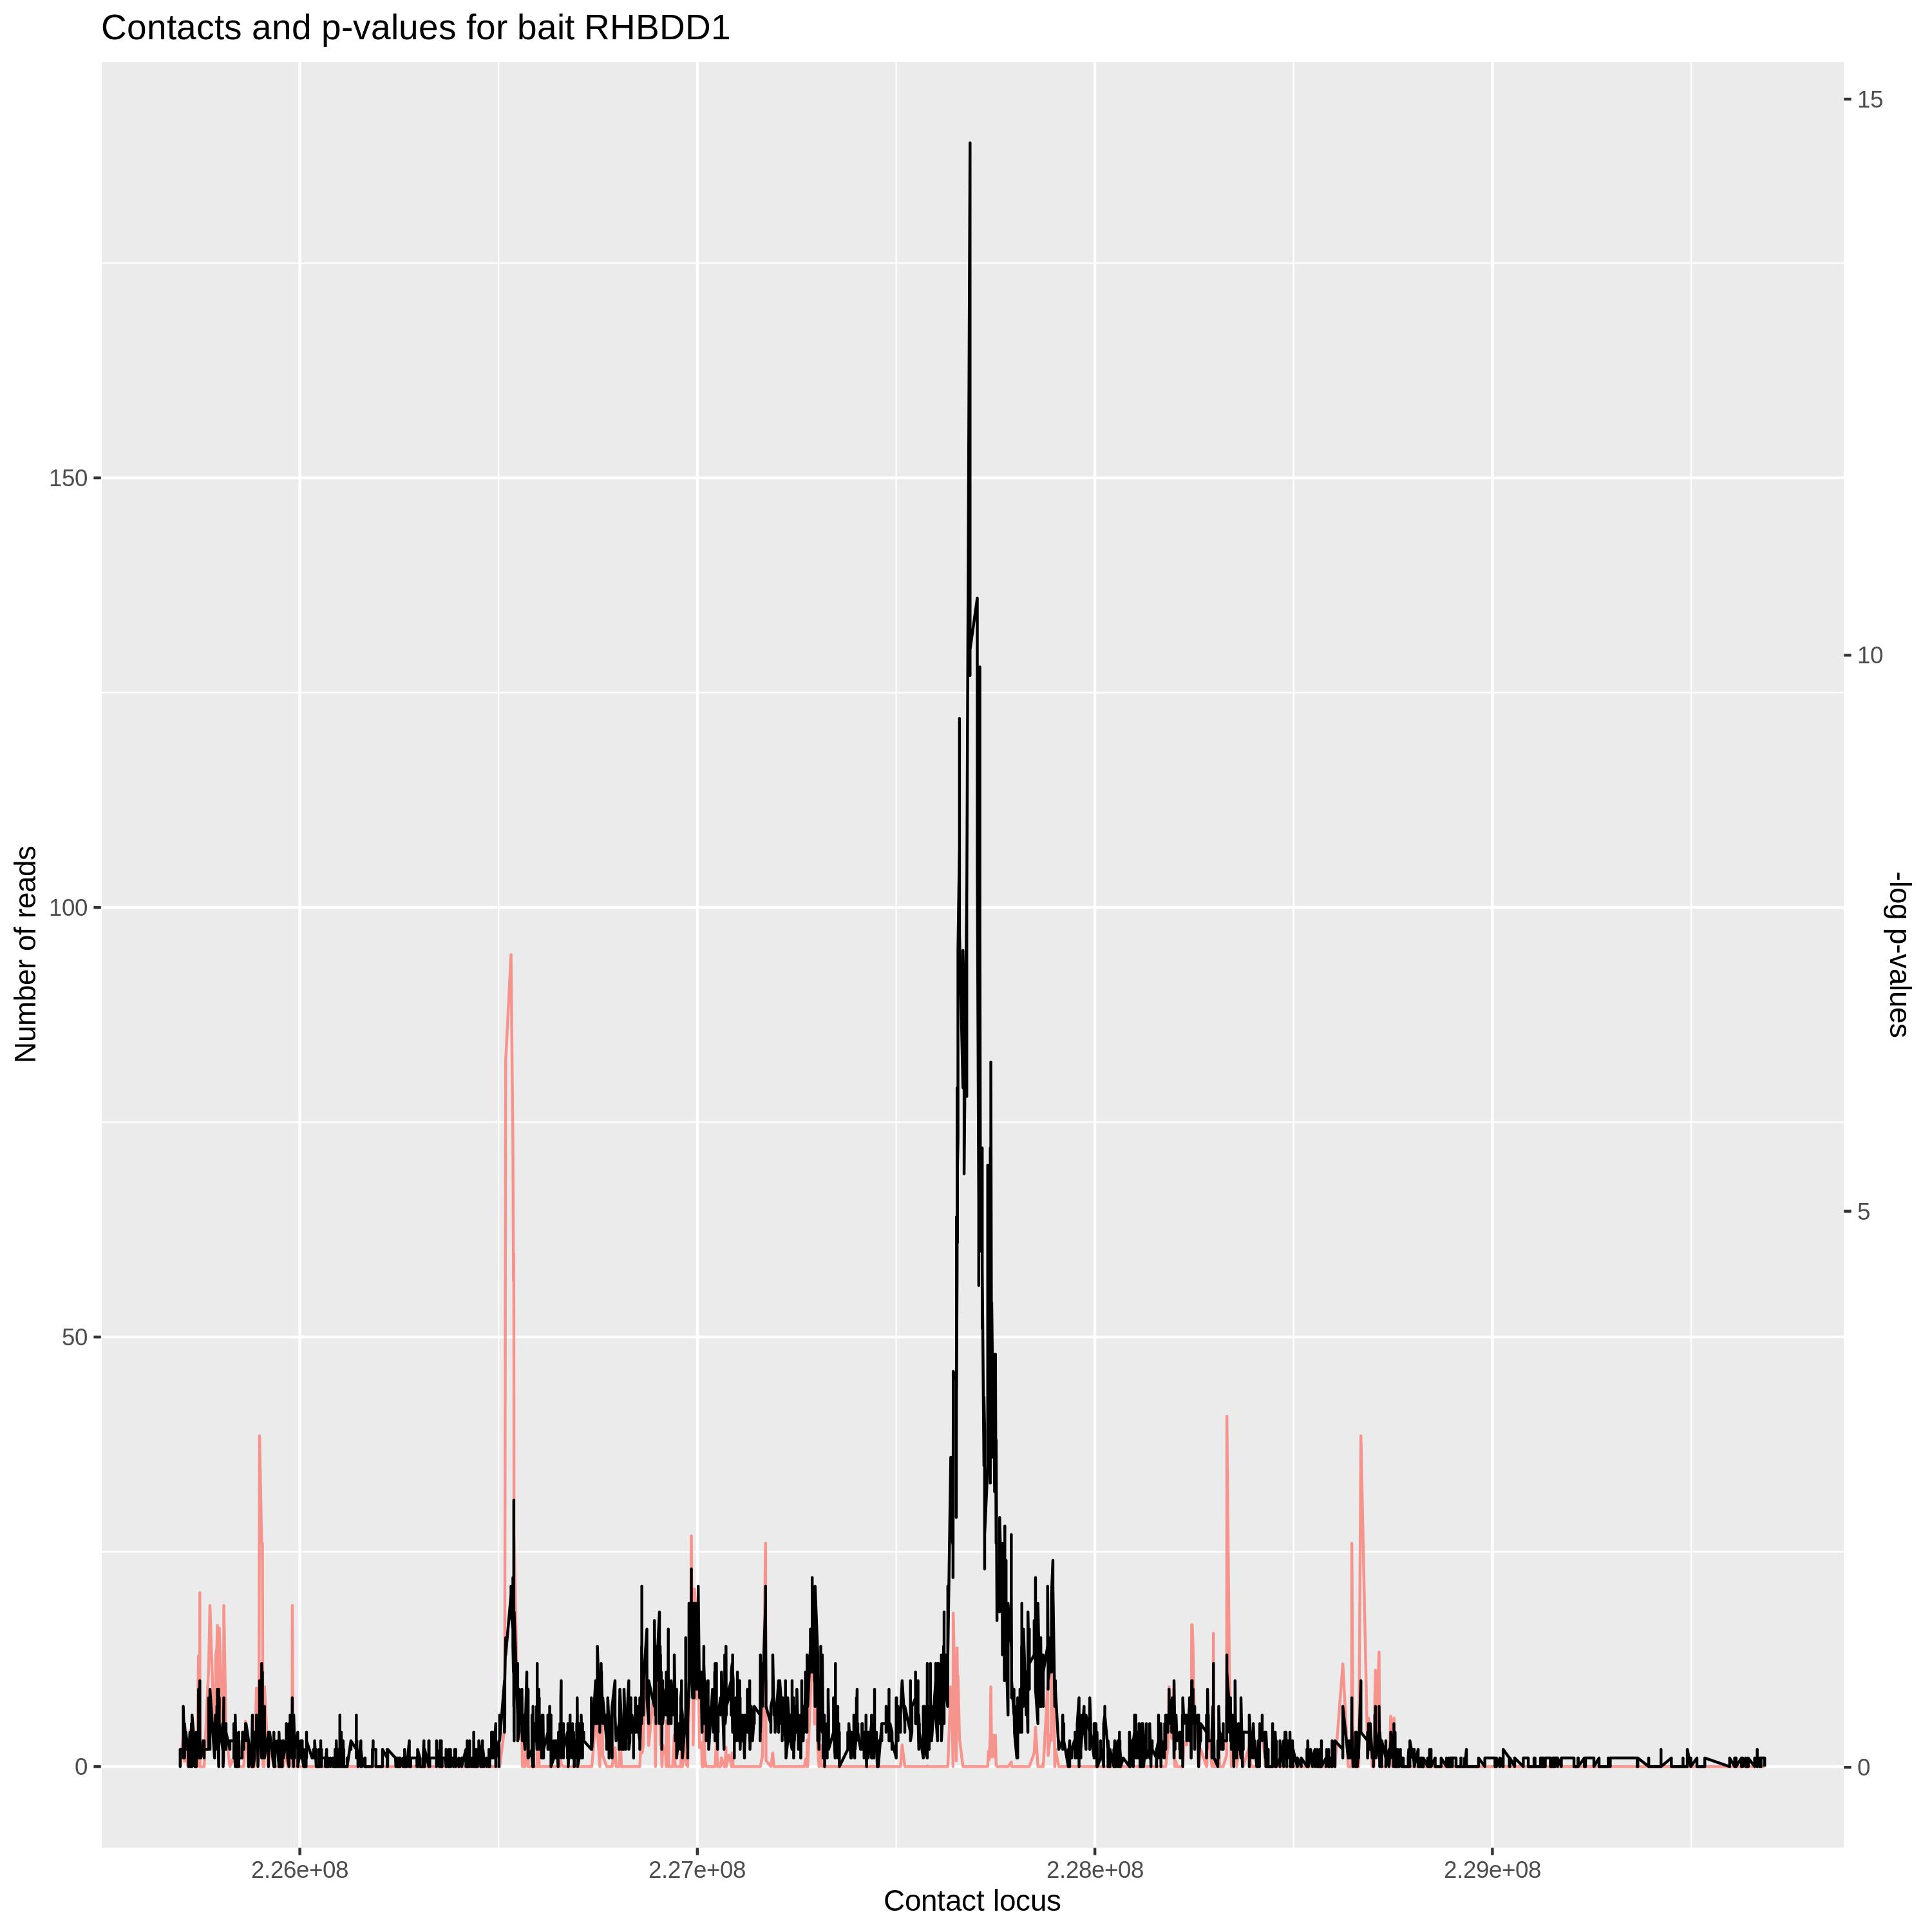 Contacts and p-values for bait RHBDD1
15
150
10
100
Number of reads
-log p-values
5
50
0
0
2.26e+08
2.27e+08
2.28e+08
2.29e+08
Contact locus